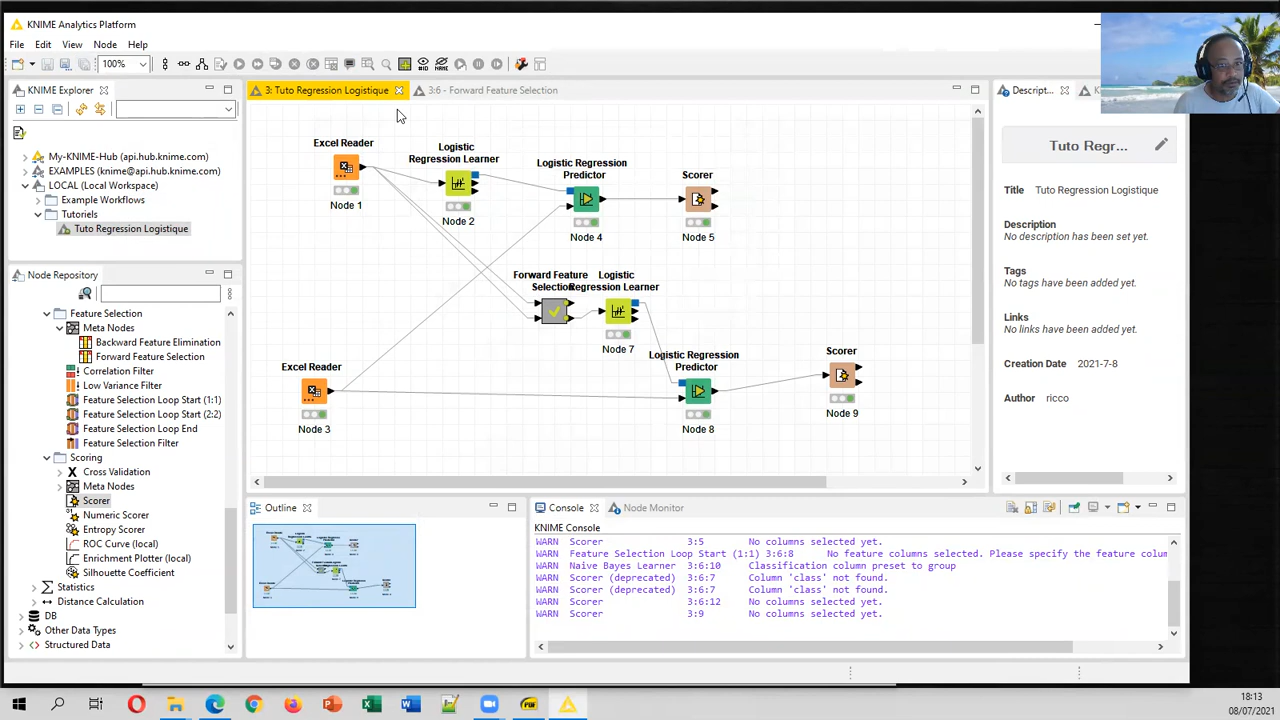 KNIME Analytics Platform
File Edit View Node Help
100%
KNIME Explorer
3: Tuto Regression Logistique
3:6 - Forward Feature Selection
Descript...
My-KNIME-Hub (api.hub.knime.com)
EXAMPLES (knime@api.hub.knime.com)
LOCAL (Local Workspace)
Example Workflows
Tutoriels
Tuto Regression Logistique
Node Repository
Feature Selection
Meta Nodes
Backward Feature Elimination
Forward Feature Selection
Correlation Filter
Low Variance Filter
Feature Selection Loop Start (1:1)
Feature Selection Loop Start (2:2)
Feature Selection Loop End
Feature Selection Filter
Scoring
Cross Validation
Meta Nodes
Scorer
Numeric Scorer
Entropy Scorer
ROC Curve (local)
Enrichment Plotter (local)
Silhouette Coefficient
Statistics
Distance Calculation
DB
Other Data Types
Structured Data
Excel Reader
Node 1
Logistic
Regression Learner
Node 2
Logistic Regression
Predictor
Node 4
Scorer
Node 5
Forward Feature
Selection
Logistic
Regression Learner
Node 7
Excel Reader
Node 3
Logistic Regression
Predictor
Node 8
Scorer
Node 9
Tuto Regr...
Title Tuto Regression Logistique
Description
No description has been set yet.
Tags
No tags have been added yet.
Links
No links have been added yet.
Creation Date 2021-7-8
Author ricco
Outline
Console
Node Monitor
KNIME Console
WARN Scorer 3:5 No columns selected yet.
WARN Feature Selection Loop Start (1:1) 3:6:8 No feature columns selected. Please specify the feature colum
WARN Naive Bayes Learner 3:6:10 Classification column preset to group
WARN Scorer (deprecated) 3:6:7 Column 'class' not found.
WARN Scorer (deprecated) 3:6:7 Column 'class' not found.
WARN Scorer 3:6:12 No columns selected yet.
WARN Scorer 3:9 No columns selected yet.
18:13
08/07/2021